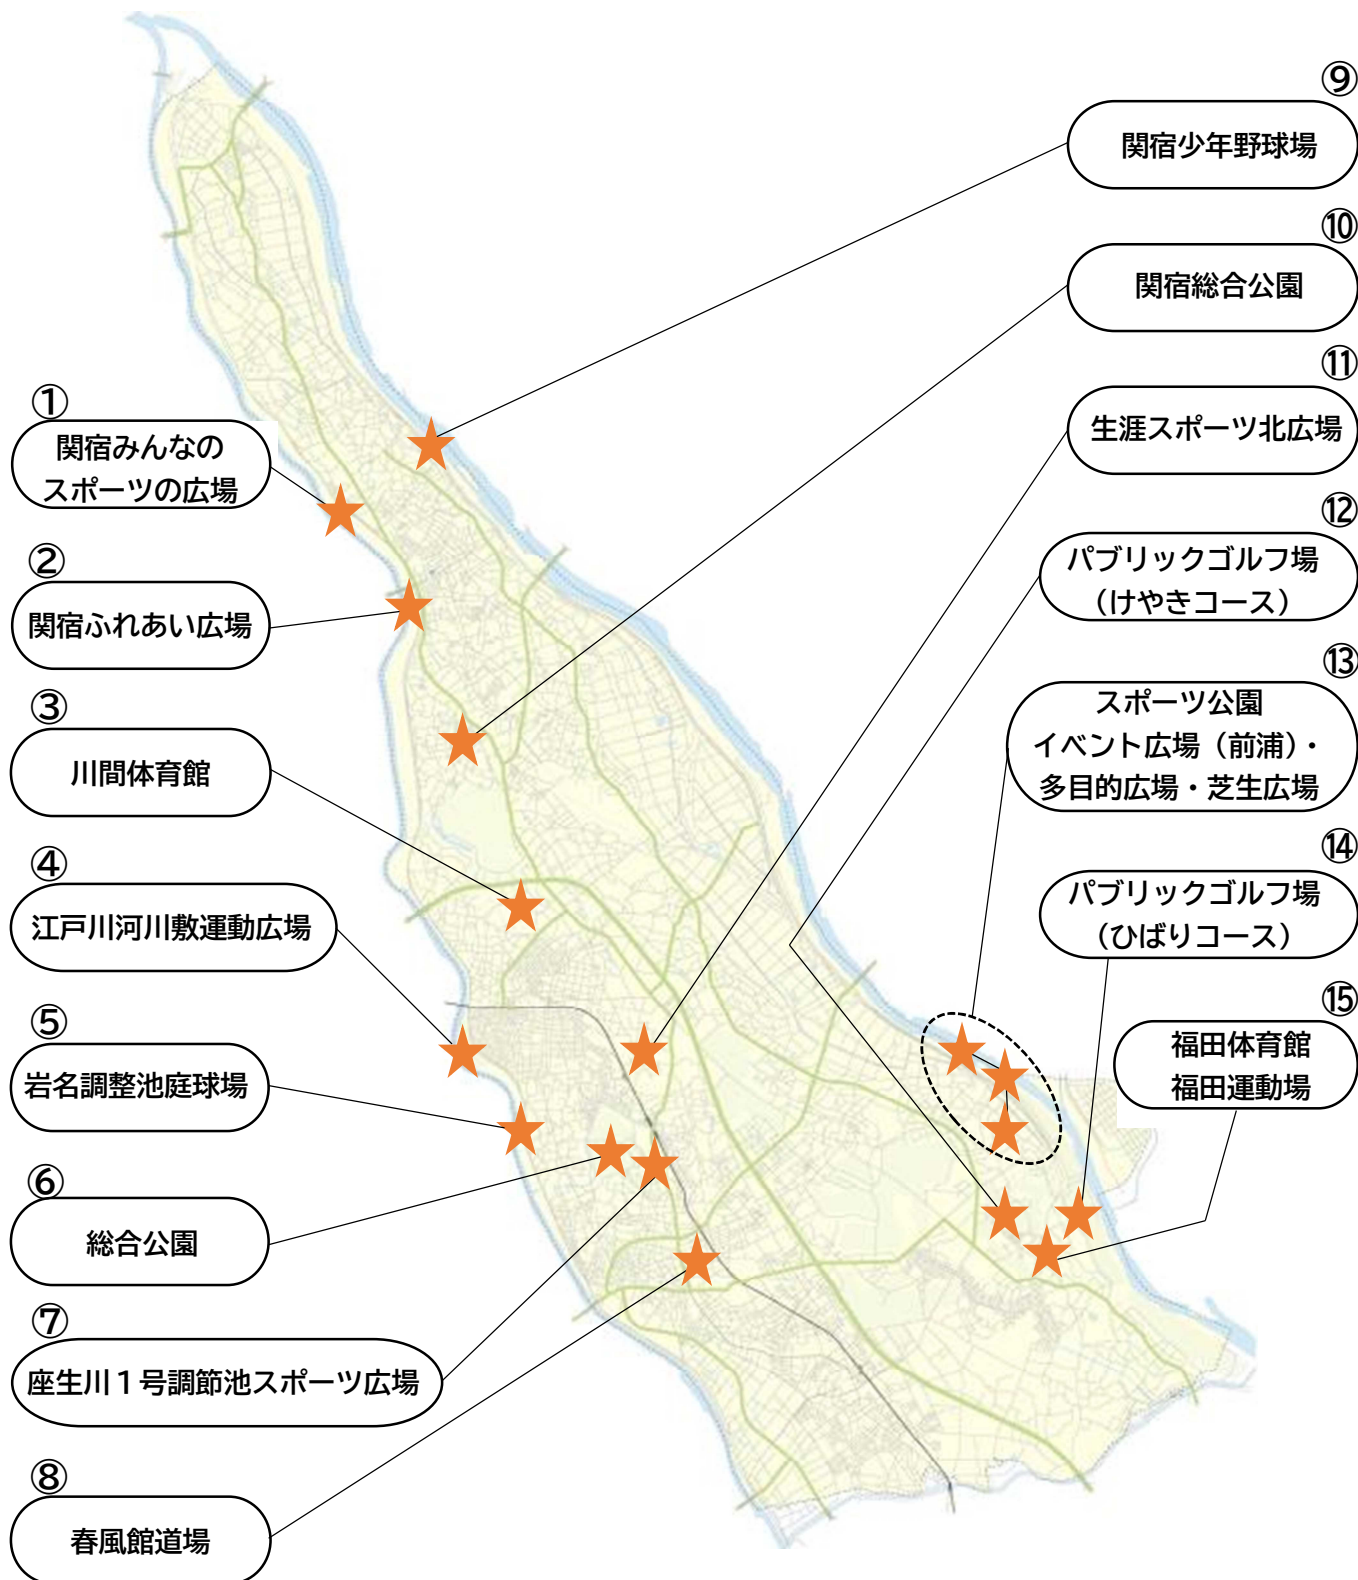 ①
関宿みんなの
スポーツの広場
②
関宿ふれあい広場
③
川間体育館
④
江戸川河川敷運動広場
⑤
岩名調整池庭球場
⑥
総合公園
⑦
座生川１号調節池スポーツ広場
⑧
春風館道場
⑨
関宿少年野球場
⑩
関宿総合公園
⑪
生涯スポーツ北広場
⑫
パブリックゴルフ場
（けやきコース）
⑬
スポーツ公園
イベント広場（前浦）・
多目的広場・芝生広場
⑭
パブリックゴルフ場
（ひばりコース）
⑮
福田体育館
福田運動場